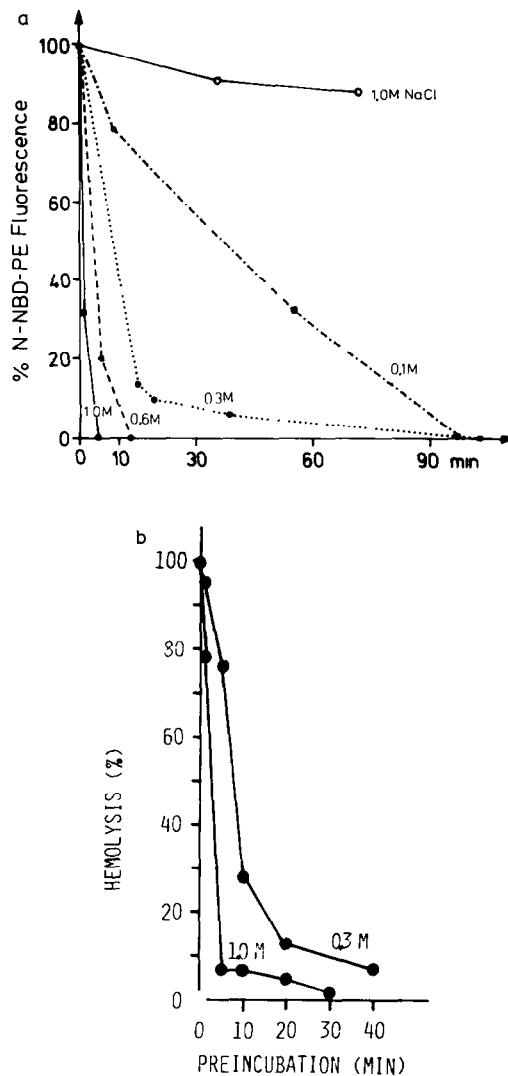 a
100
80
60
40
20
0
% N-NBD-PE Fluorescence
1,0M NaCl
0,1M
0.3M
1.0M
0.6M
0 10 30 60 90 min
b
100
80
60
40
20
0
HEMOLYSIS (%)
0.3 M
1.0 M
0 10 20 30 40
PREINCUBATION (MIN)